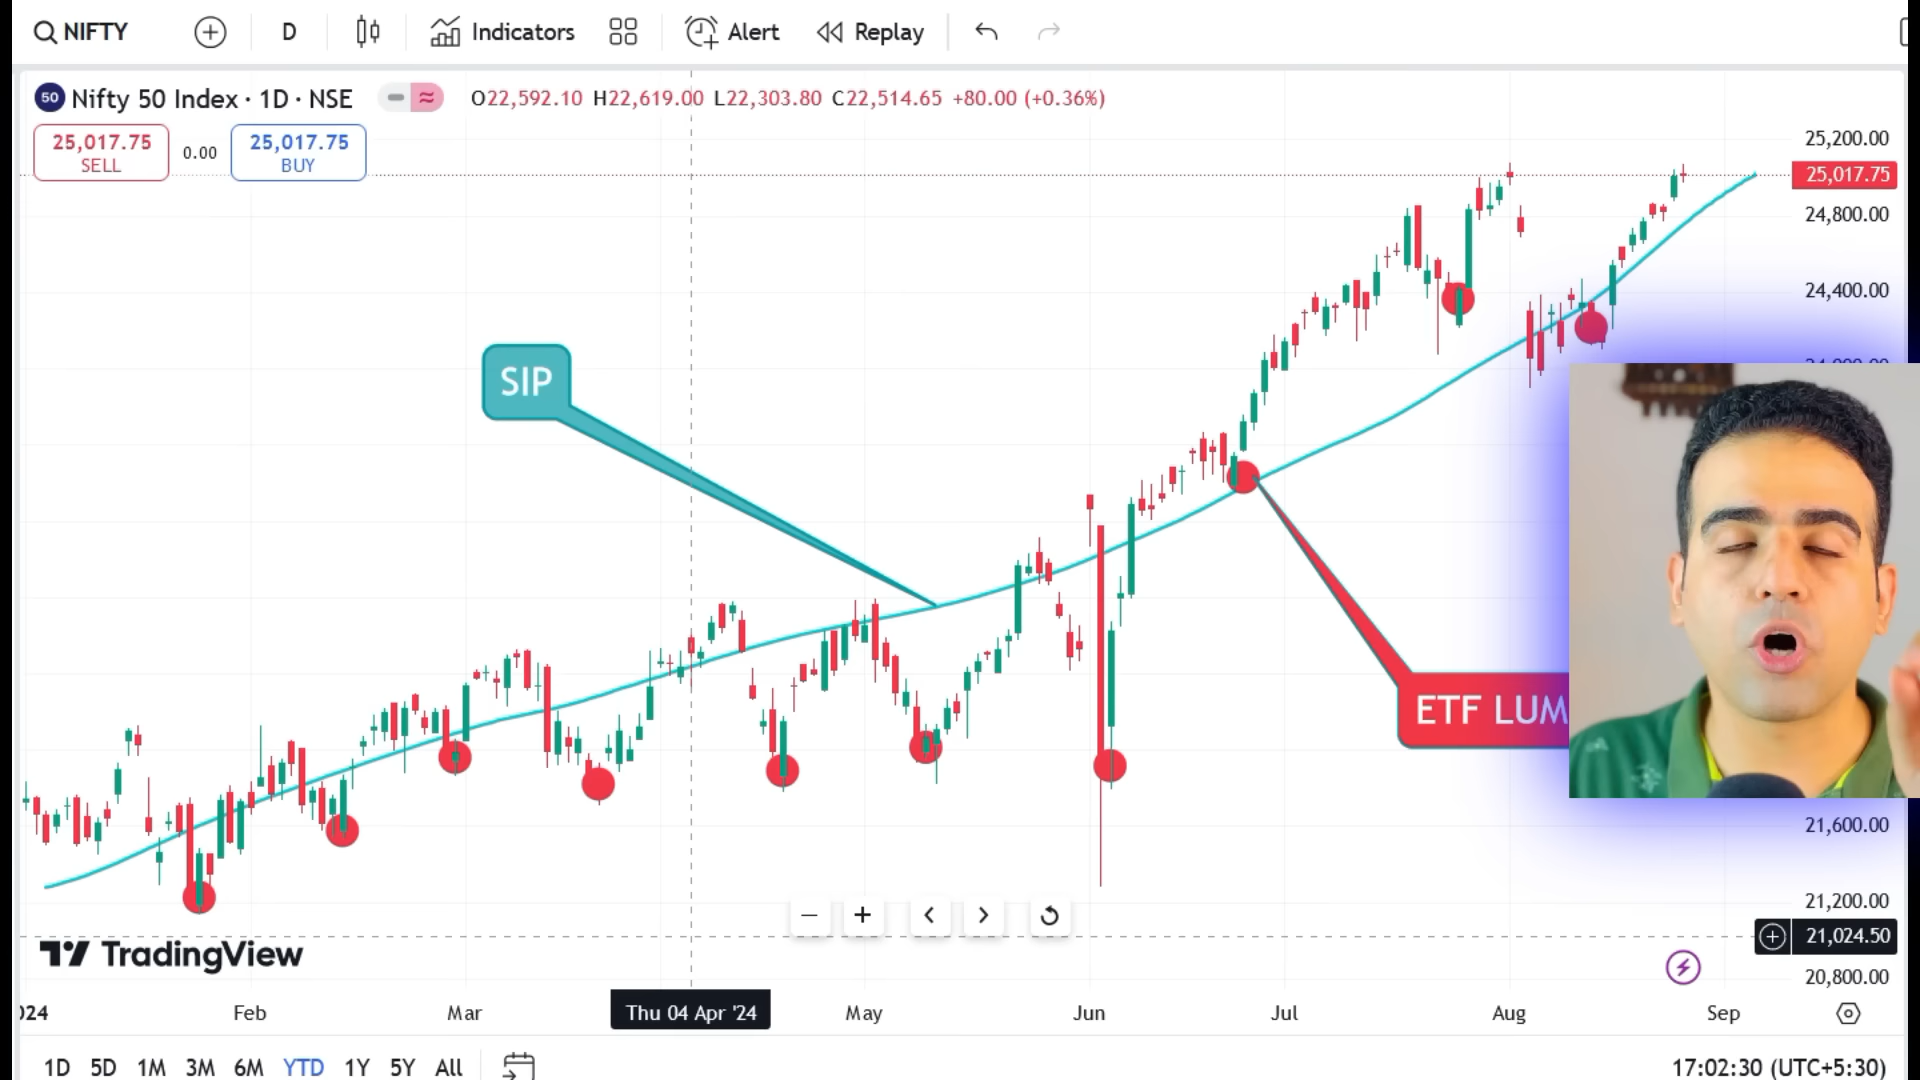 NIFTY
D
Indicators
Alert
Replay
50 Nifty 50 Index · 1D · NSE
O22,592.10 H22,619.00 L22,303.80 C22,514.65 +80.00 (+0.36%)
25,017.75
SELL
0.00
25,017.75
BUY
25,200.00
25,017.75
24,800.00
24,400.00
SIP
ETF LUM
21,600.00
21,200.00
21,024.50
20,800.00
TradingView
Feb
Mar
Thu 04 Apr '24
May
Jun
Jul
Aug
Sep
1D 5D 1M 3M 6M YTD 1Y 5Y All
17:02:30 (UTC+5:30)